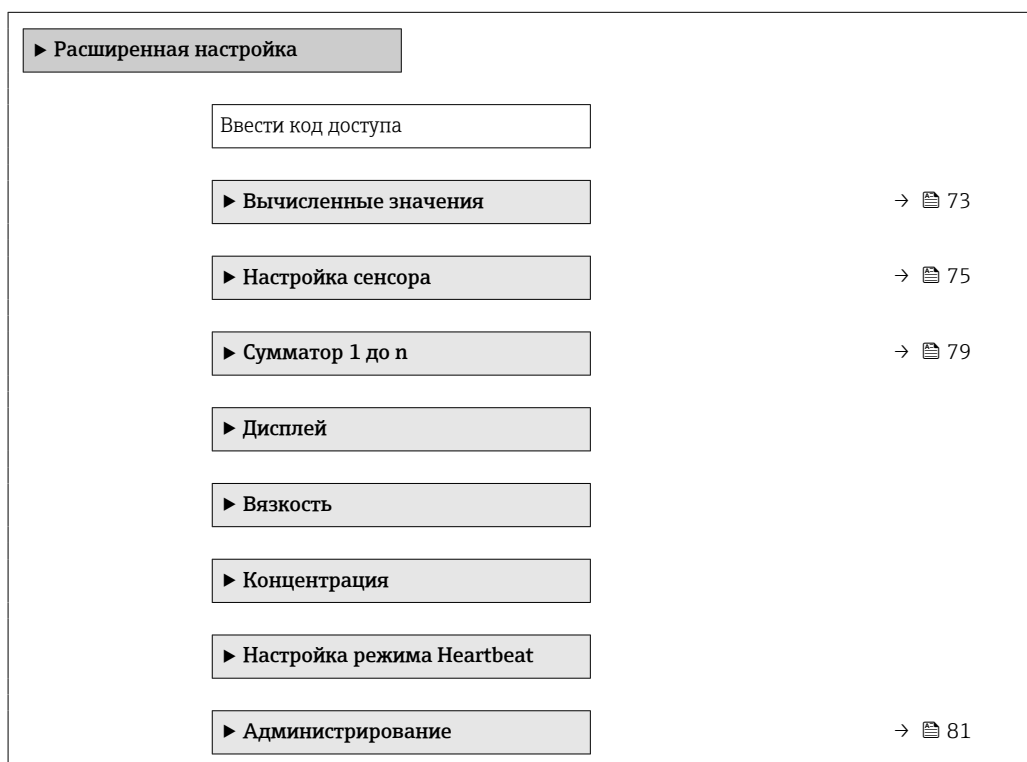 ▶ Расширенная настройка
Ввести код доступа
▶ Вычисленные значения → 73
▶ Настройка сенсора → 75
▶ Сумматор 1 до n → 79
▶ Дисплей
▶ Вязкость
▶ Концентрация
▶ Настройка режима Heartbeat
▶ Администрирование → 81